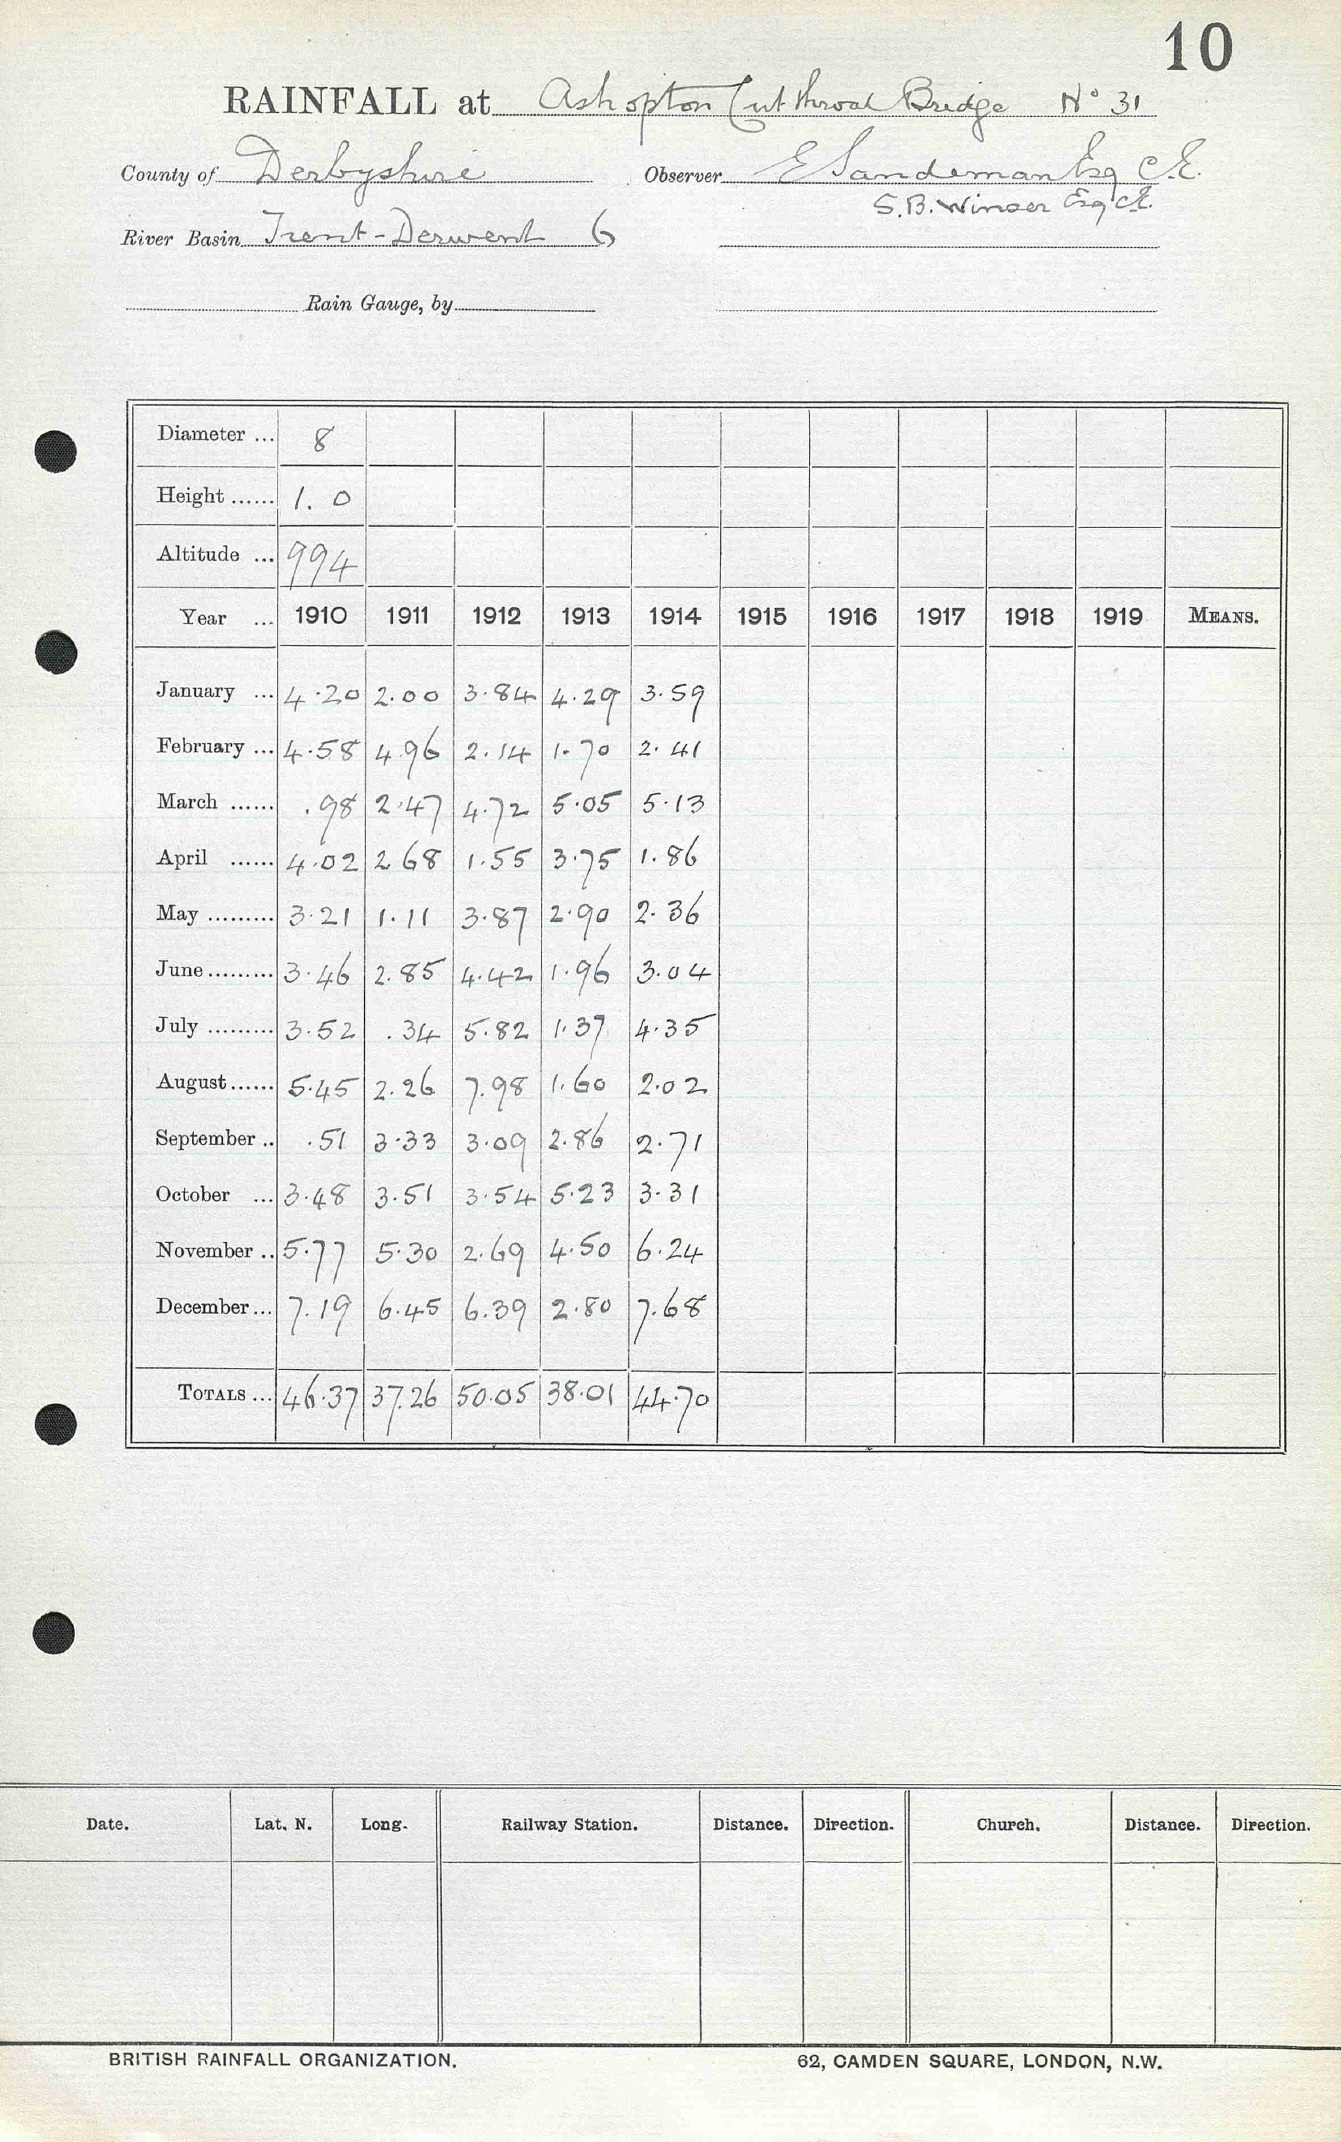 10
RAINFALL at Ashopton Cutthroat Bridge No 31
County of Derbyshire Observer E Sandeman Esq C.E.
S.B. Winser Esq C.E.
River Basin Trent-Derwent 6
Rain Gauge, by
Diameter ... 8
Height ...... 1. 0
Altitude ... 994
Year ... 1910 1911 1912 1913 1914 1915 1916 1917 1918 1919 MEANS.
January ... 4.20 2.00 3.84 4.29 3.59
February ... 4.58 4.96 2.14 1.70 2.41
March ...... .98 2.47 4.72 5.05 5.13
April ...... 4.02 2.68 1.55 3.75 1.86
May ......... 3.21 1.11 3.87 2.90 2.36
June ......... 3.46 2.85 4.42 1.96 3.04
July ......... 3.52 .34 5.82 1.37 4.35
August ...... 5.45 2.26 7.98 1.60 2.02
September .. .51 3.33 3.09 2.86 2.71
October ... 3.48 3.51 3.54 5.23 3.31
November .. 5.77 5.30 2.69 4.50 6.24
December ... 7.19 6.45 6.39 2.80 7.68
TOTALS ... 46.37 37.26 50.05 38.01 44.70
Date. Lat. N. Long. Railway Station. Distance. Direction. Church. Distance. Direction.
BRITISH RAINFALL ORGANIZATION. 62, CAMDEN SQUARE, LONDON, N.W.